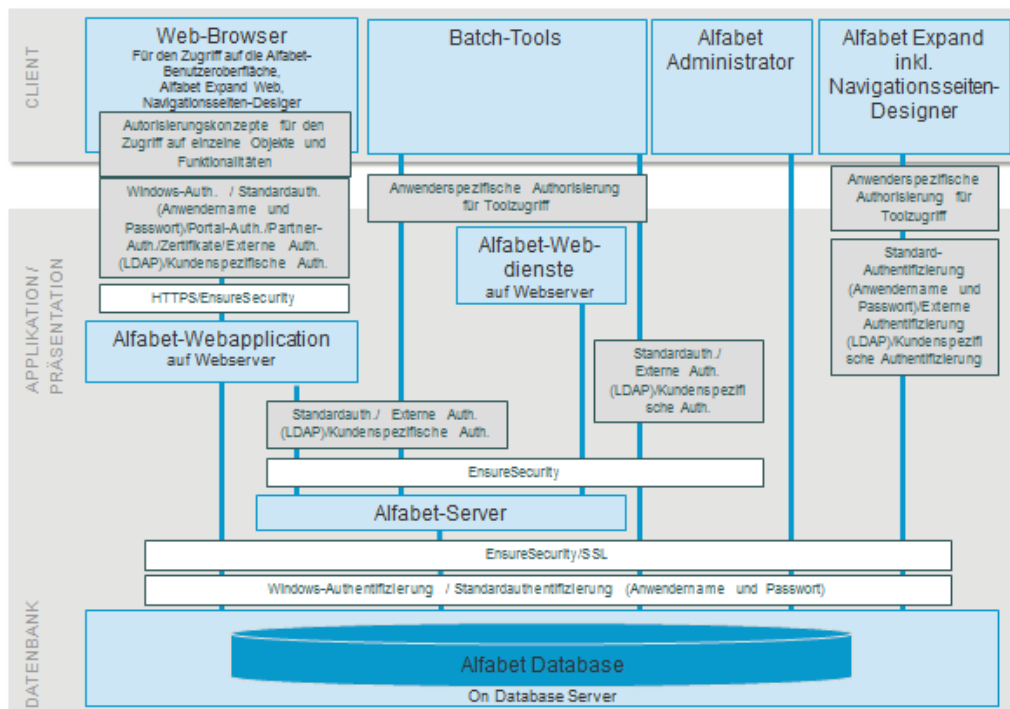 CLIENT
Web-Browser
Für den Zugriff auf die Alfabet-
Benutzeroberfläche,
Alfabet Expand Web,
Navigationsseiten-Desiger
Autorisierungskonzepte für den
Zugriff auf einzelne Objekte und
Funktionalitäten
Batch-Tools
Alfabet
Administrator
Alfabet Expand
inkl.
Navigationsseiten-
Designer
APPLIKATION/
PRÄSENTATION
Windows-Auth. / Standardauth.
(Anwendername und
Passwort)/Portal-Auth./Partner-
Auth./Zertifikate/Externe Auth.
(LDAP)/Kundenspezifische Auth.
HTTPS/EnsureSecurity
Alfabet-Webapplication
auf Webserver
Anwenderspezifische Authorisierung
für Toolzugriff
Alfabet-Web-
dienste
auf Webserver
Anwenderspezifische
Authorisierung für
Toolzugriff
Standard-
Authentifizierung
(Anwendername und
Passwort)/Externe
Authentifizierung
(LDAP)/Kundenspezifi
sche Authentifizierung
Standardauth./
Externe Auth.
(LDAP)/Kundenspezifi
sche Auth.
Standardauth./ Externe Auth.
(LDAP)/Kundenspezifische Auth.
EnsureSecurity
Alfabet-Server
EnsureSecurity/SSL
Windows-Authentifizierung / Standardauthentifizierung (Anwendername und Passwort)
DATENBANK
Alfabet Database
On Database Server